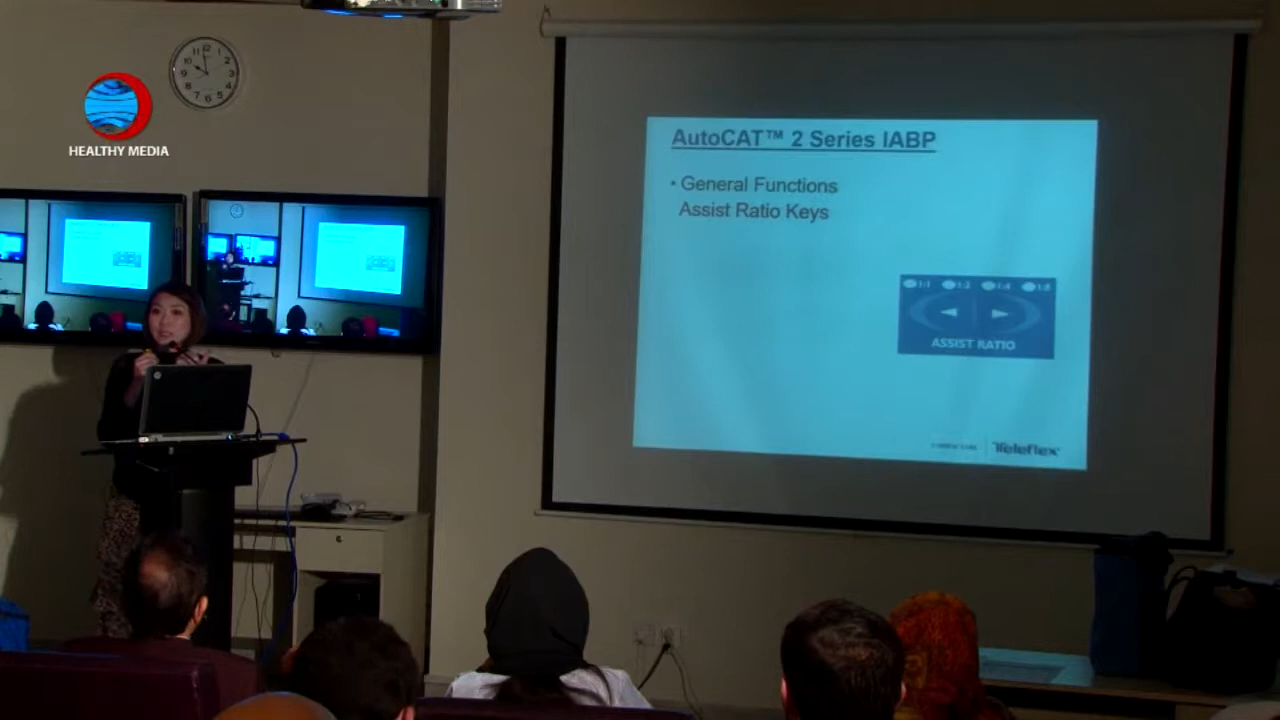 HEALTHY MEDIA
AutoCAT™ 2 Series IABP
• General Functions
Assist Ratio Keys
1:1 1:2 1:4 1:8
ASSIST RATIO
Teleflex